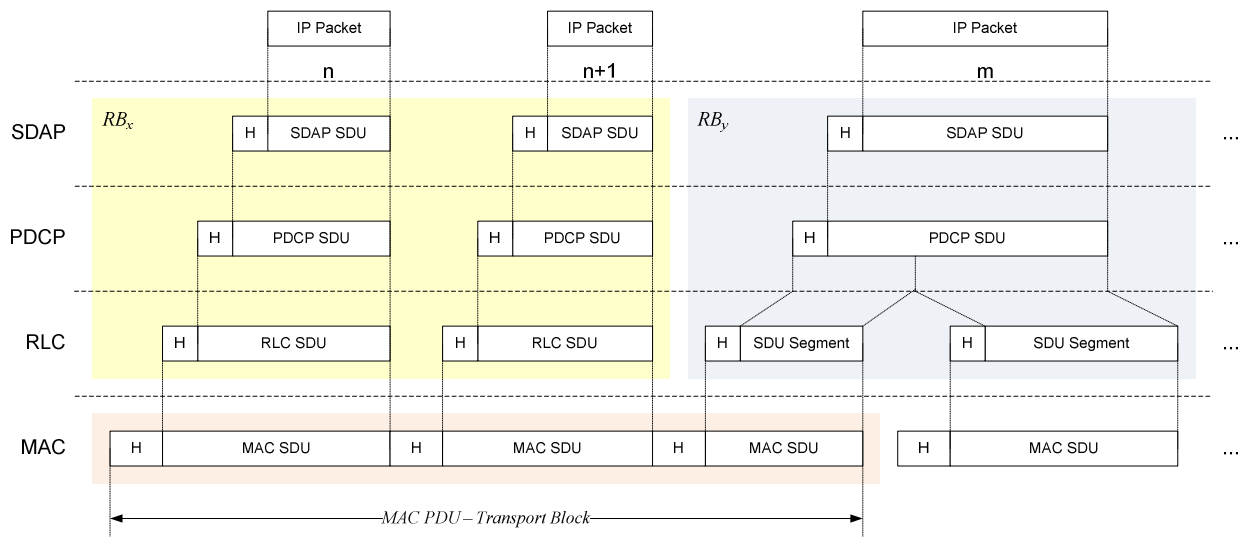 IP Packet IP Packet IP Packet
n n+1 m
RBx RBy
SDAP H SDAP SDU H SDAP SDU H SDAP SDU ...
PDCP H PDCP SDU H PDCP SDU H PDCP SDU ...
RLC H RLC SDU H RLC SDU H SDU Segment H SDU Segment ...
MAC H MAC SDU H MAC SDU H MAC SDU H MAC SDU ...
MAC PDU – Transport Block